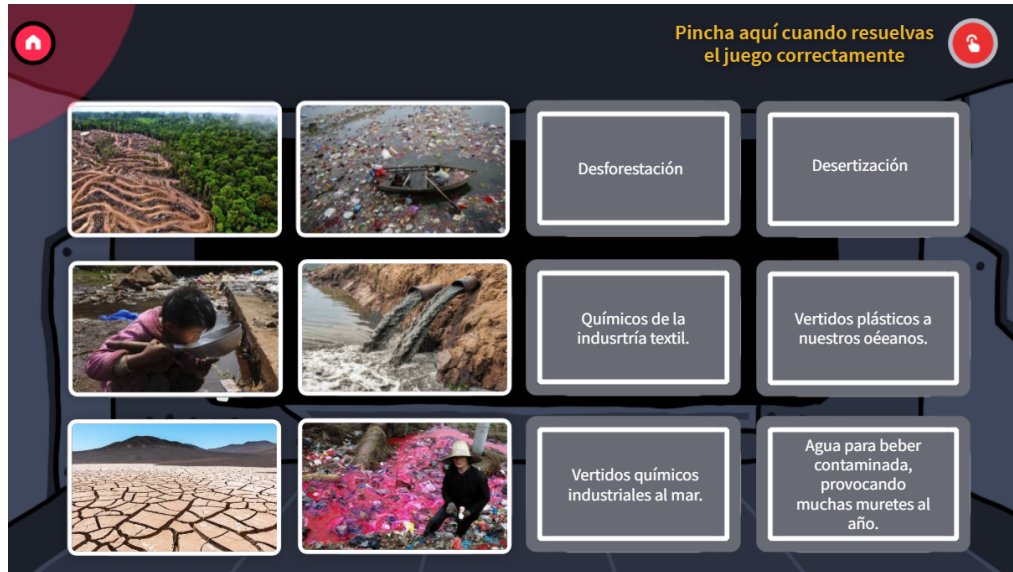 Pincha aquí cuando resuelvas
el juego correctamente
Desforestación
Desertización
Químicos de la
indusrtría textil.
Vertidos plásticos a
nuestros océeanos.
Vertidos químicos
industriales al mar.
Agua para beber
contaminada,
provocando
muchas muretes al
año.